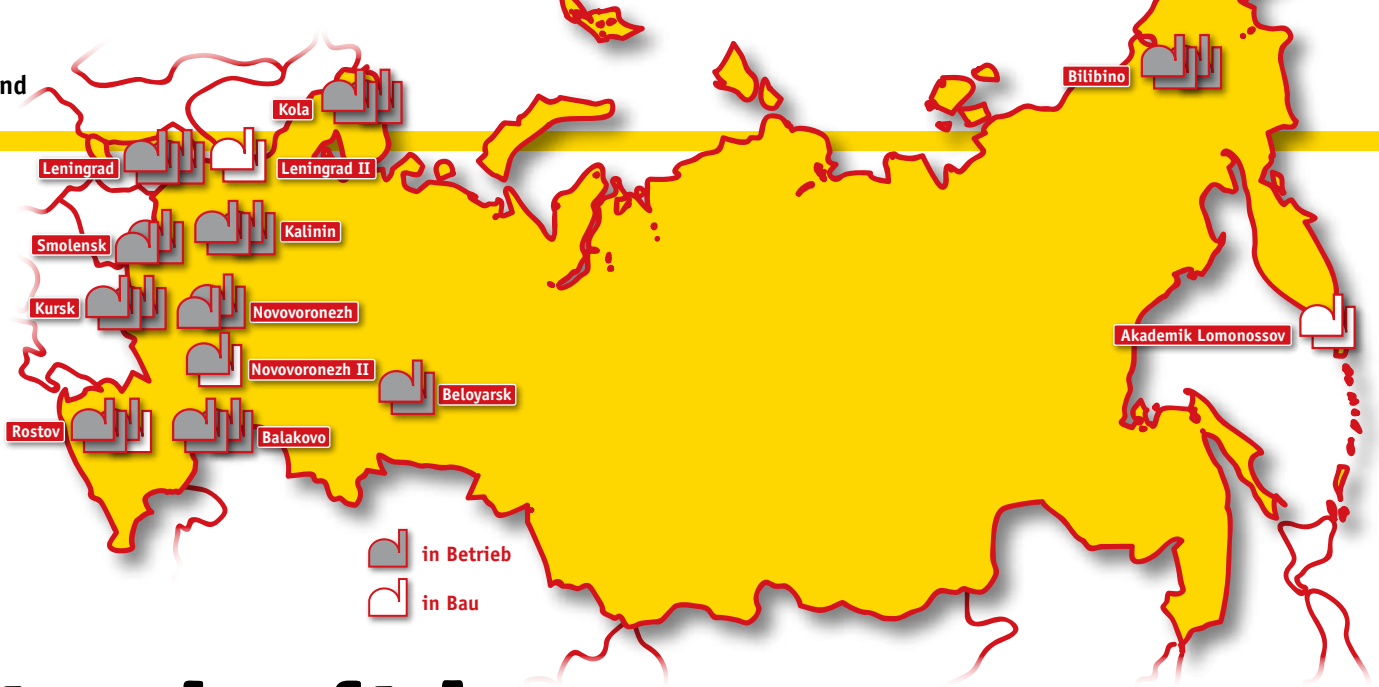 nd
Bilibino
Kola
Leningrad
Leningrad II
Smolensk
Kalinin
Kursk
Novovoronezh
Akademik Lomonossov
Novovoronezh II
Beloyarsk
Rostov
Balakovo
in Betrieb
in Bau